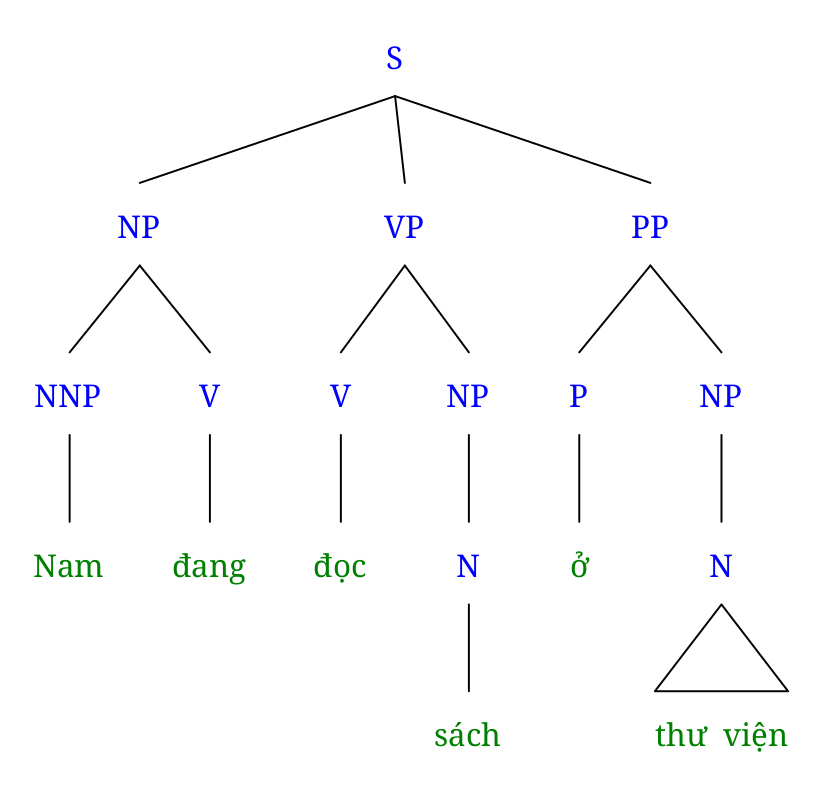 S
NP VP PP
NNP V V NP P NP
Nam đang đọc N ở N
sách thư viện